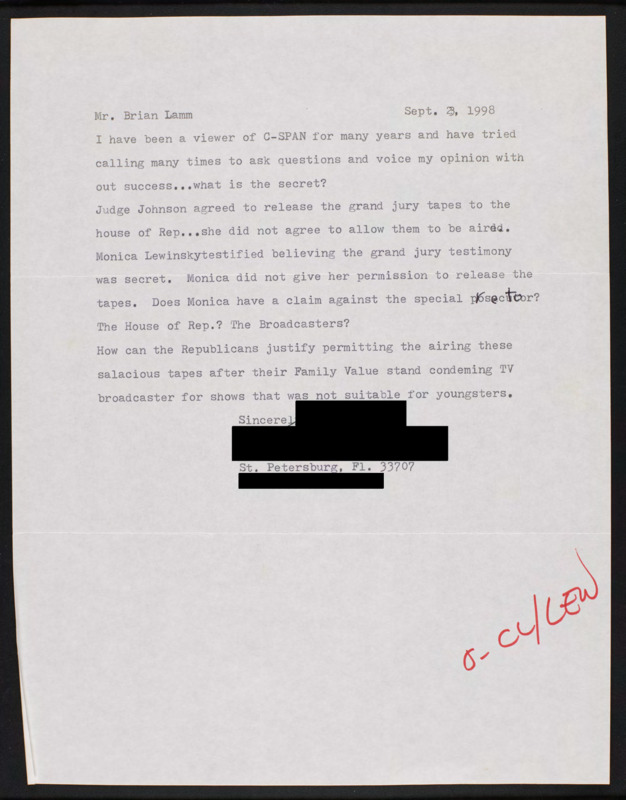 Mr. Brian Lamm Sept. 23, 1998
I have been a viewer of C-SPAN for many years and have tried
calling many times to ask questions and voice my opinion with
out success...what is the secret?
Judge Johnson agreed to release the grand jury tapes to the
house of Rep...she did not agree to allow them to be aired.
Monica Lewinskytestified believing the grand jury testimony
was secret. Monica did not give her permission to release the
tapes. Does Monica have a claim against the special
The House of Rep.? The Broadcasters?
How can the Republicans justify permitting the airing these
salacious tapes after their Family Value stand condeming TV
broadcaster for shows that was not suitable for youngsters.
Sincerel
St. Petersburg, Fl. 33707
O- CL/LEW